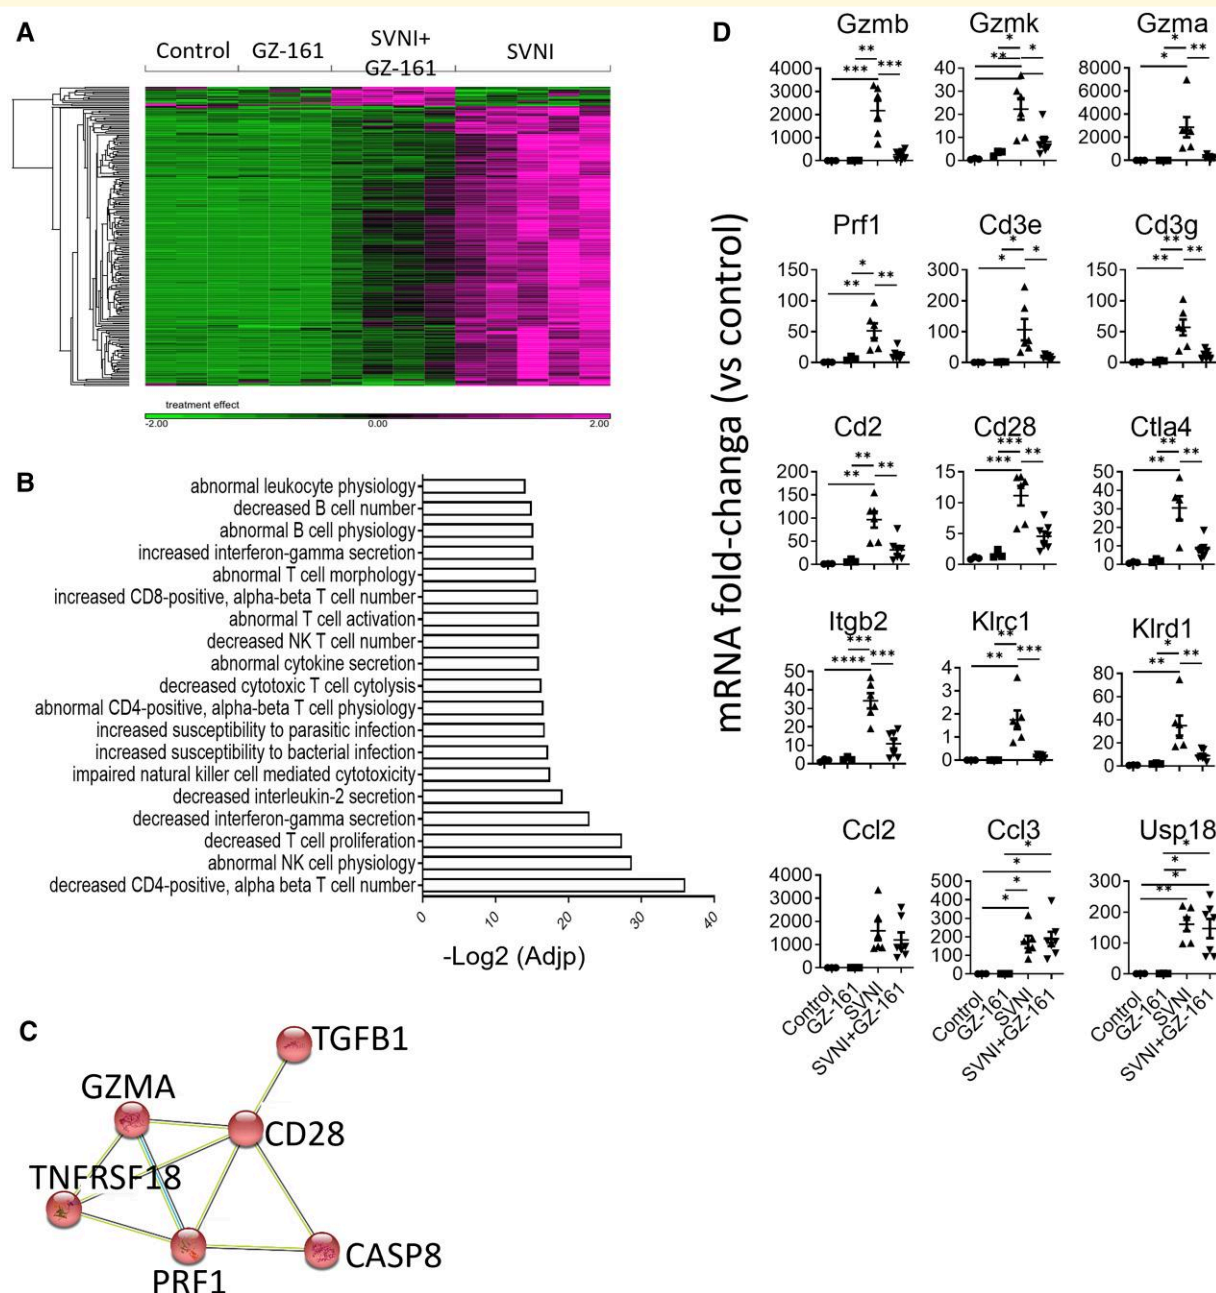 A
Control
GZ-161
SVNI+
GZ-161
SVNI
treatment effect
-2.00 0.00 2.00
B
abnormal leukocyte physiology
decreased B cell number
abnormal B cell physiology
increased interferon-gamma secretion
abnormal T cell morphology
increased CD8-positive, alpha-beta T cell number
abnormal T cell activation
decreased NK T cell number
abnormal cytokine secretion
decreased cytotoxic T cell cytolysis
abnormal CD4-positive, alpha-beta T cell physiology
increased susceptibility to parasitic infection
increased susceptibility to bacterial infection
impaired natural killer cell mediated cytotoxicity
decreased interleukin-2 secretion
decreased interferon-gamma secretion
decreased T cell proliferation
abnormal NK cell physiology
decreased CD4-positive, alpha beta T cell number
0 10 20 30 40
-Log2 (Adjp)
C
TGFB1
GZMA
CD28
TNFRSF18
PRF1
CASP8
D
mRNA fold-changa (vs control)
Gzmb
** *** ***
4000
3000
2000
1000
0
Gzmk
* ** *
40
30
20
10
0
Gzma
* ** *
8000
6000
4000
2000
0
Prf1
* ** **
150
100
50
0
Cd3e
* * *
300
200
100
0
Cd3g
** ** **
150
100
50
0
Cd2
** ** **
200
150
100
50
0
Cd28
*** *** **
15
10
5
0
Ctla4
** ** **
50
40
30
20
10
0
Itgb2
*** **** ***
50
40
30
20
10
0
Klrc1
** ** ***
4
3
2
1
0
Klrd1
* ** **
80
60
40
20
0
Ccl2
4000
3000
2000
1000
0
Control
GZ-161
SVNI
SVNI+GZ-161
Ccl3
*
*
*
*
500
400
300
200
100
0
Control
GZ-161
SVNI
SVNI+GZ-161
Usp18
*
*
*
**
300
200
100
0
Control
GZ-161
SVNI
SVNI+GZ-161